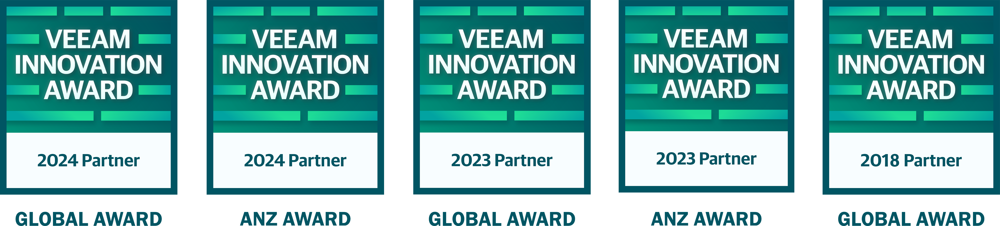 VEEAM
INNOVATION
AWARD
2024 Partner
GLOBAL AWARD
VEEAM
INNOVATION
AWARD
2024 Partner
ANZ AWARD
VEEAM
INNOVATION
AWARD
2023 Partner
GLOBAL AWARD
VEEAM
INNOVATION
AWARD
2023 Partner
ANZ AWARD
VEEAM
INNOVATION
AWARD
2018 Partner
GLOBAL AWARD